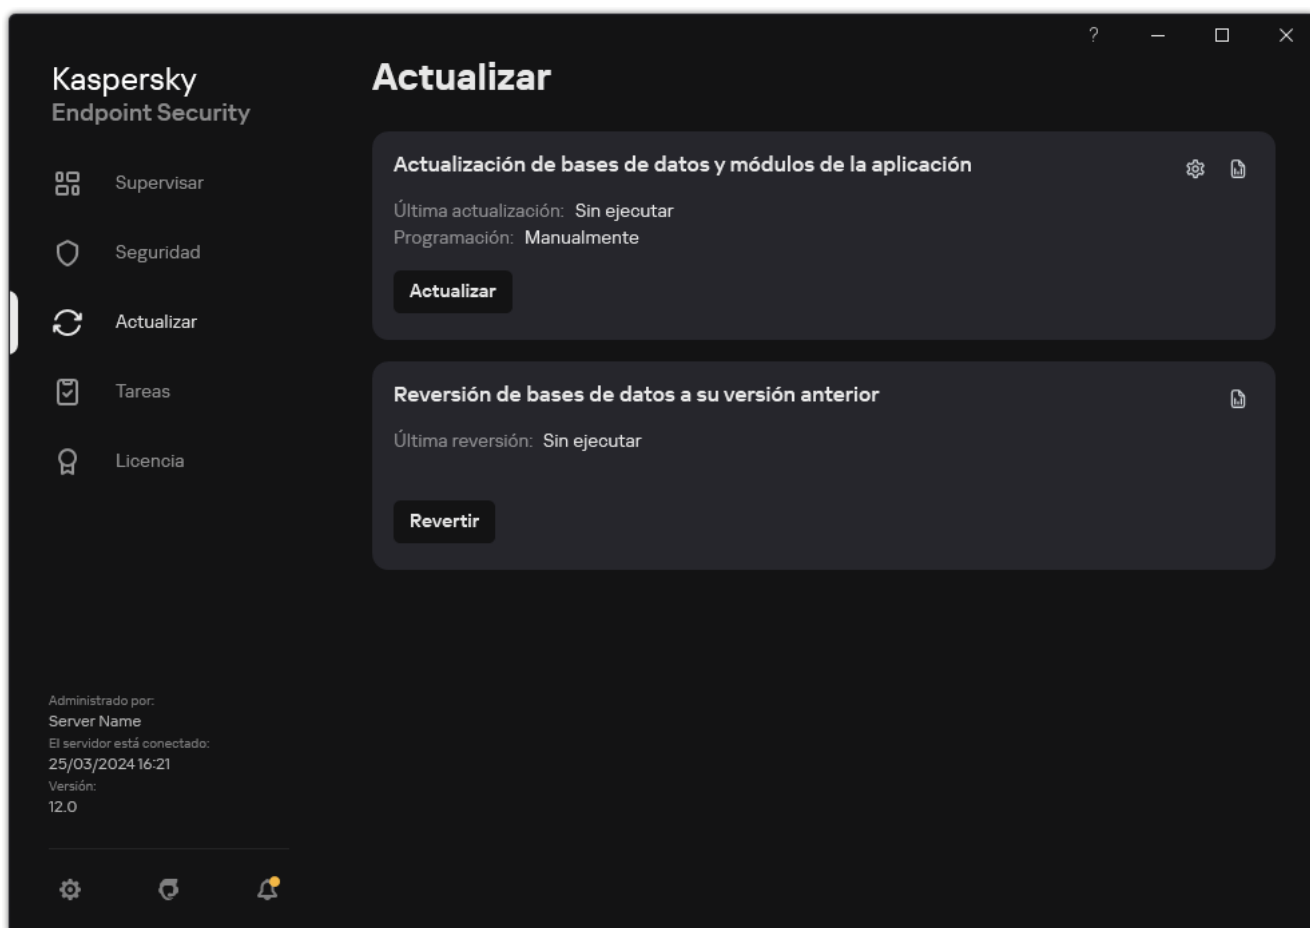 ?
Kaspersky
Endpoint Security
Supervisar
Seguridad
Actualizar
Tareas
Licencia
Administrado por:
Server Name
El servidor está conectado:
25/03/2024 16:21
Versión:
12.0
Actualizar
Actualización de bases de datos y módulos de la aplicación
Última actualización: Sin ejecutar
Programación: Manualmente
Actualizar
Reversión de bases de datos a su versión anterior
Última reversión: Sin ejecutar
Revertir